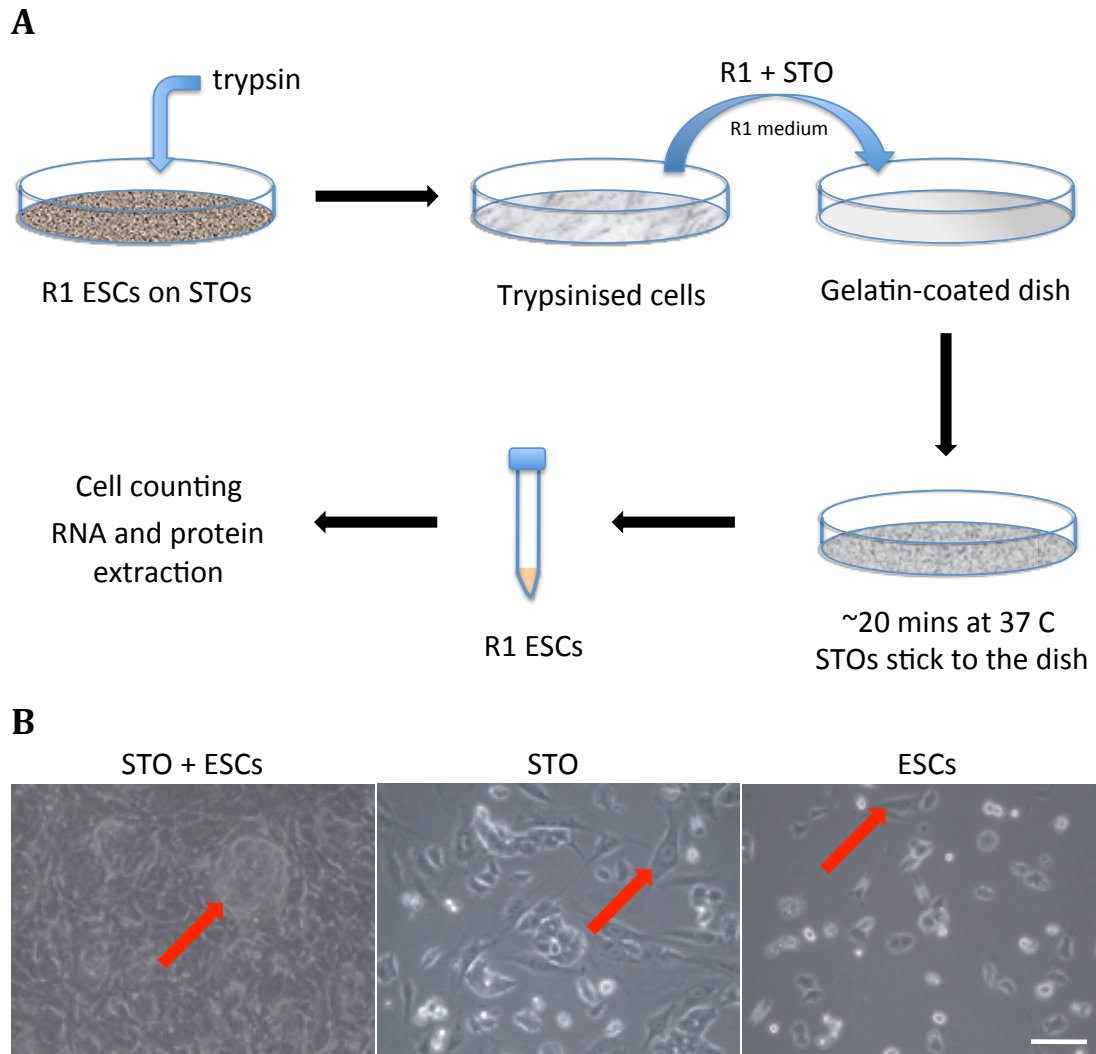 A
trypsin
R1 + STO
R1 medium
R1 ESCs on STOs
Trypsinised cells
Gelatin-coated dish
Cell counting
RNA and protein
extraction
R1 ESCs
~20 mins at 37 C
STOs stick to the dish
B
STO + ESCs
STO
ESCs